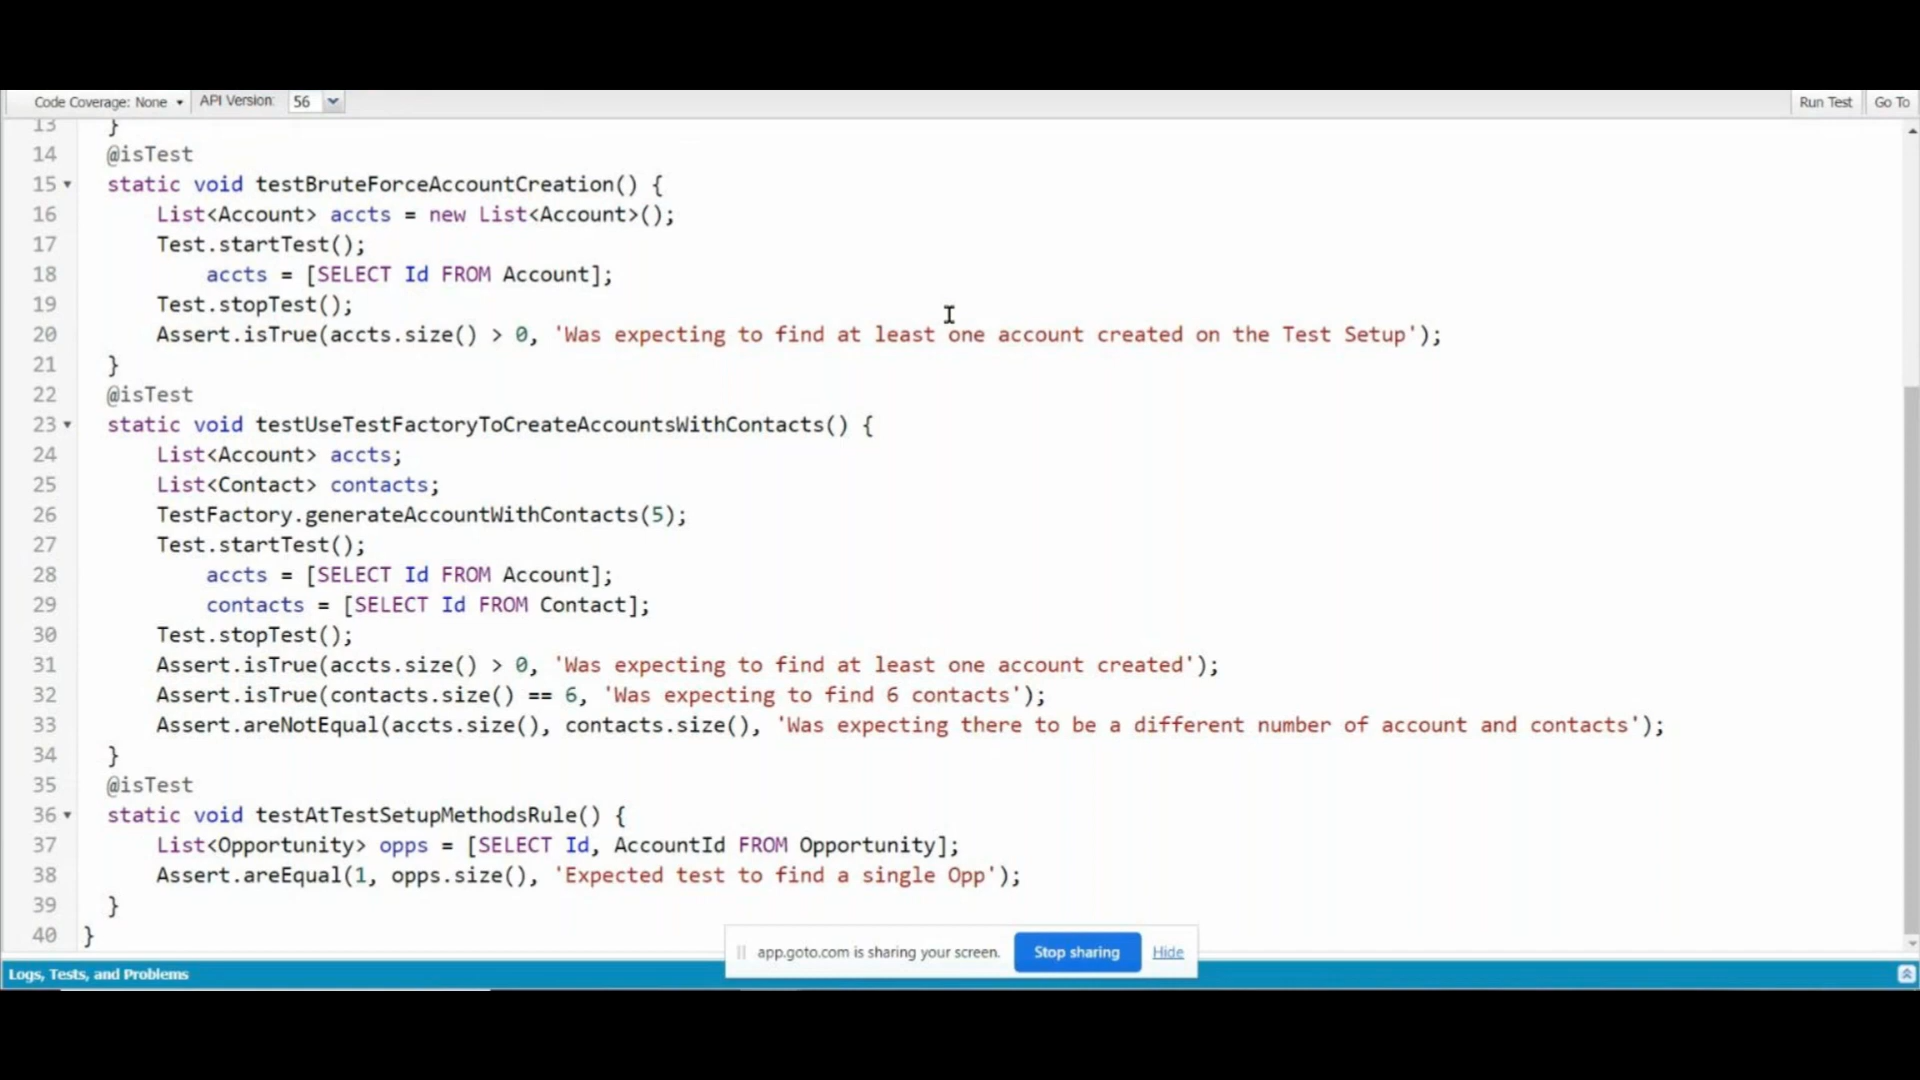 Code Coverage: None API Version: 56 Run Test Go To
13 }
14 @isTest
15 static void testBruteForceAccountCreation() {
16 List<Account> accts = new List<Account>();
17 Test.startTest();
18 accts = [SELECT Id FROM Account];
19 Test.stopTest();
20 Assert.isTrue(accts.size() > 0, 'Was expecting to find at least one account created on the Test Setup');
21 }
22 @isTest
23 static void testUseTestFactoryToCreateAccountsWithContacts() {
24 List<Account> accts;
25 List<Contact> contacts;
26 TestFactory.generateAccountWithContacts(5);
27 Test.startTest();
28 accts = [SELECT Id FROM Account];
29 contacts = [SELECT Id FROM Contact];
30 Test.stopTest();
31 Assert.isTrue(accts.size() > 0, 'Was expecting to find at least one account created');
32 Assert.isTrue(contacts.size() == 6, 'Was expecting to find 6 contacts');
33 Assert.areNotEqual(accts.size(), contacts.size(), 'Was expecting there to be a different number of account and contacts');
34 }
35 @isTest
36 static void testAtTestSetupMethodsRule() {
37 List<Opportunity> opps = [SELECT Id, AccountId FROM Opportunity];
38 Assert.areEqual(1, opps.size(), 'Expected test to find a single Opp');
39 }
40 }
app.goto.com is sharing your screen. Stop sharing Hide
Logs, Tests, and Problems